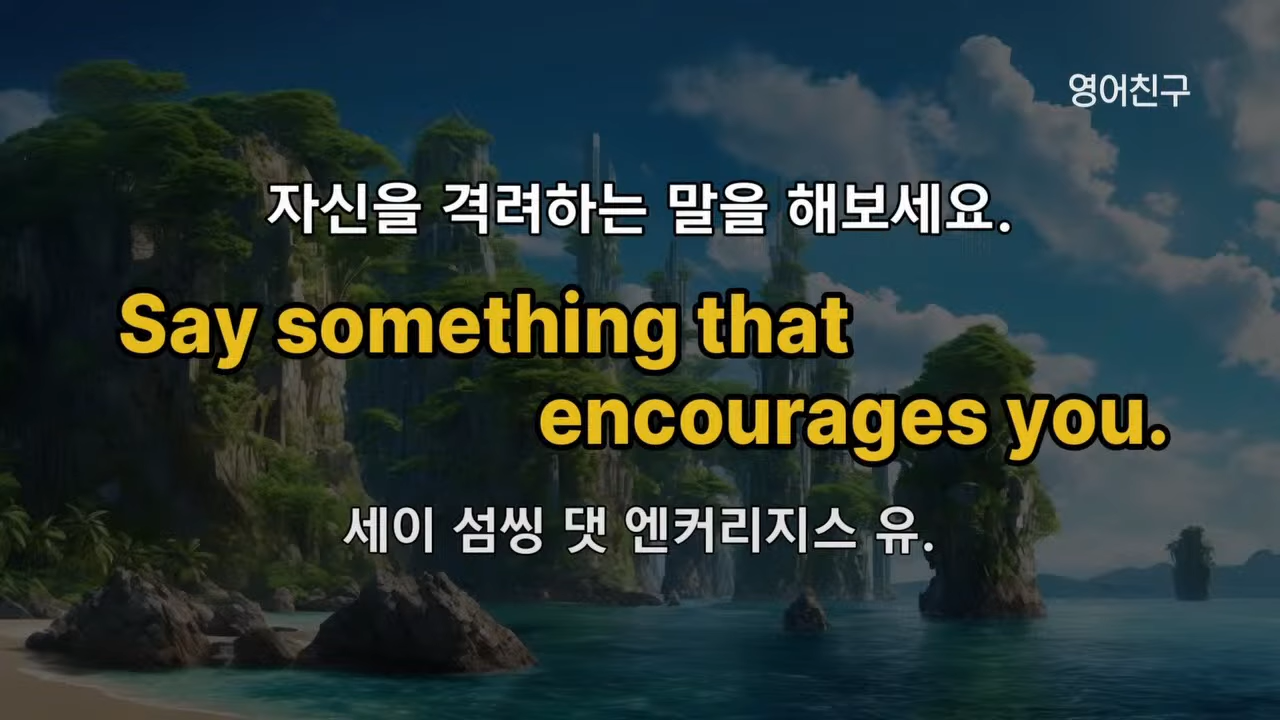 영어친구
자신을 격려하는 말을 해보세요.
Say something that
encourages you.
세이 섬씽 댓 엔커리지스 유.